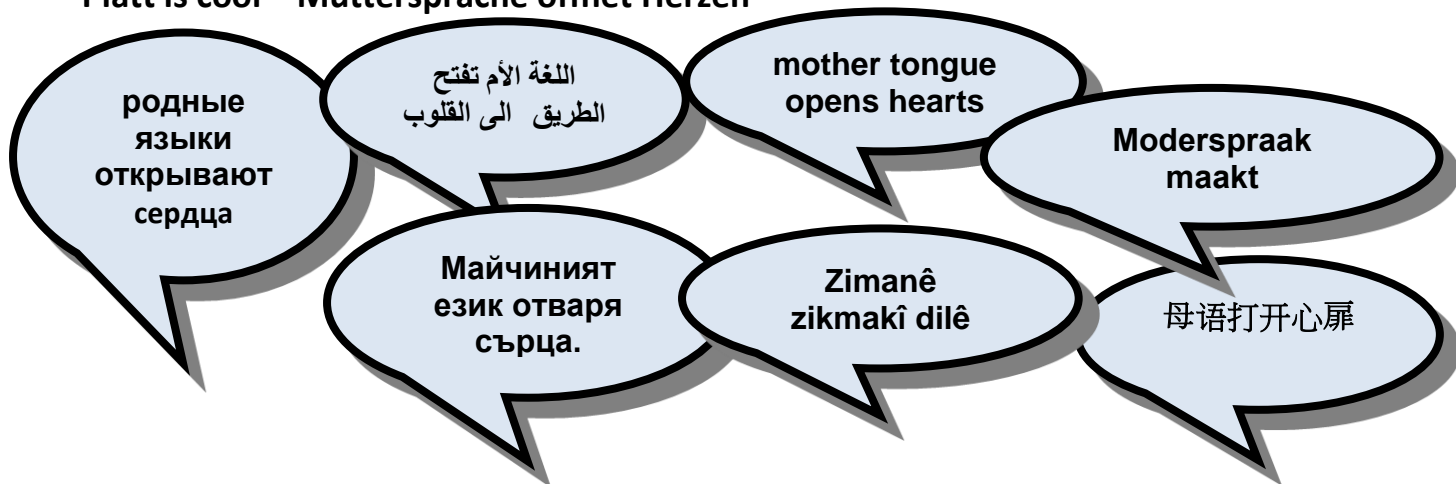 Platt is cool – Muttersprache öffnet Herzen
родные
языки
открывают
сердца
اللغة الأم تفتح
الطريق الى القلوب
mother tongue
opens hearts
Moderspraak
maakt
Майчиният
език отваря
сърца.
Zimanê
zikmakî dilê
母语打开心扉